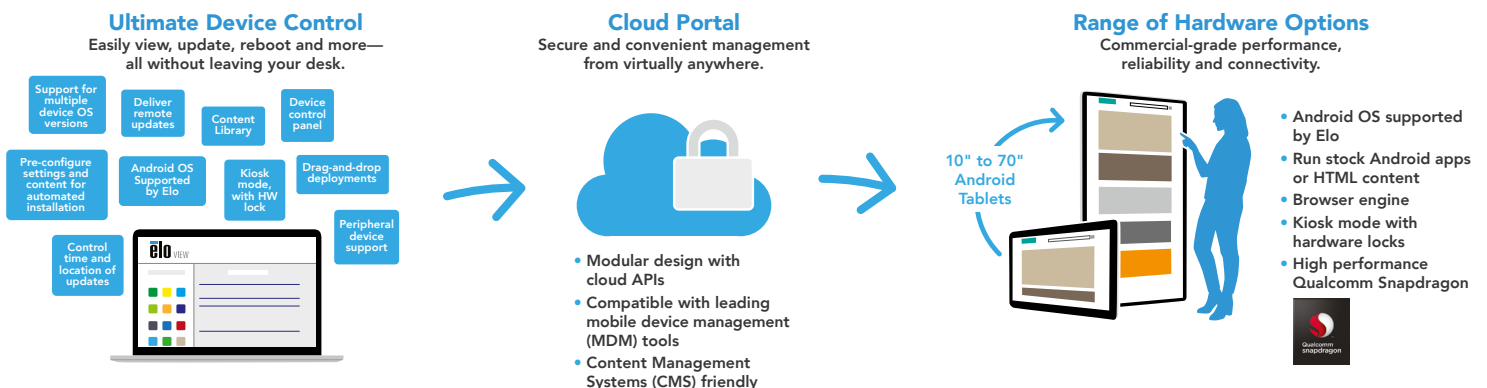 Ultimate Device Control
Easily view, update, reboot and more—
all without leaving your desk.
Support for
multiple
device OS
versions
Deliver
remote
updates
Content
Library
Device
control
panel
Pre-configure
settings and
content for
automated
installation
Android OS
Supported
by Elo
Kiosk
mode,
with HW
lock
Drag-and-drop
deployments
Peripheral
device
support
Control
time and
location of
updates
elo VIEW
Cloud Portal
Secure and convenient management
from virtually anywhere.
• Modular design with
cloud APIs
• Compatible with leading
mobile device management
(MDM) tools
• Content Management
Systems (CMS) friendly
Range of Hardware Options
Commercial-grade performance,
reliability and connectivity.
10" to 70"
Android
Tablets
• Android OS supported
by Elo
• Run stock Android apps
or HTML content
• Browser engine
• Kiosk mode with
hardware locks
• High performance
Qualcomm Snapdragon
Qualcomm
snapdragon